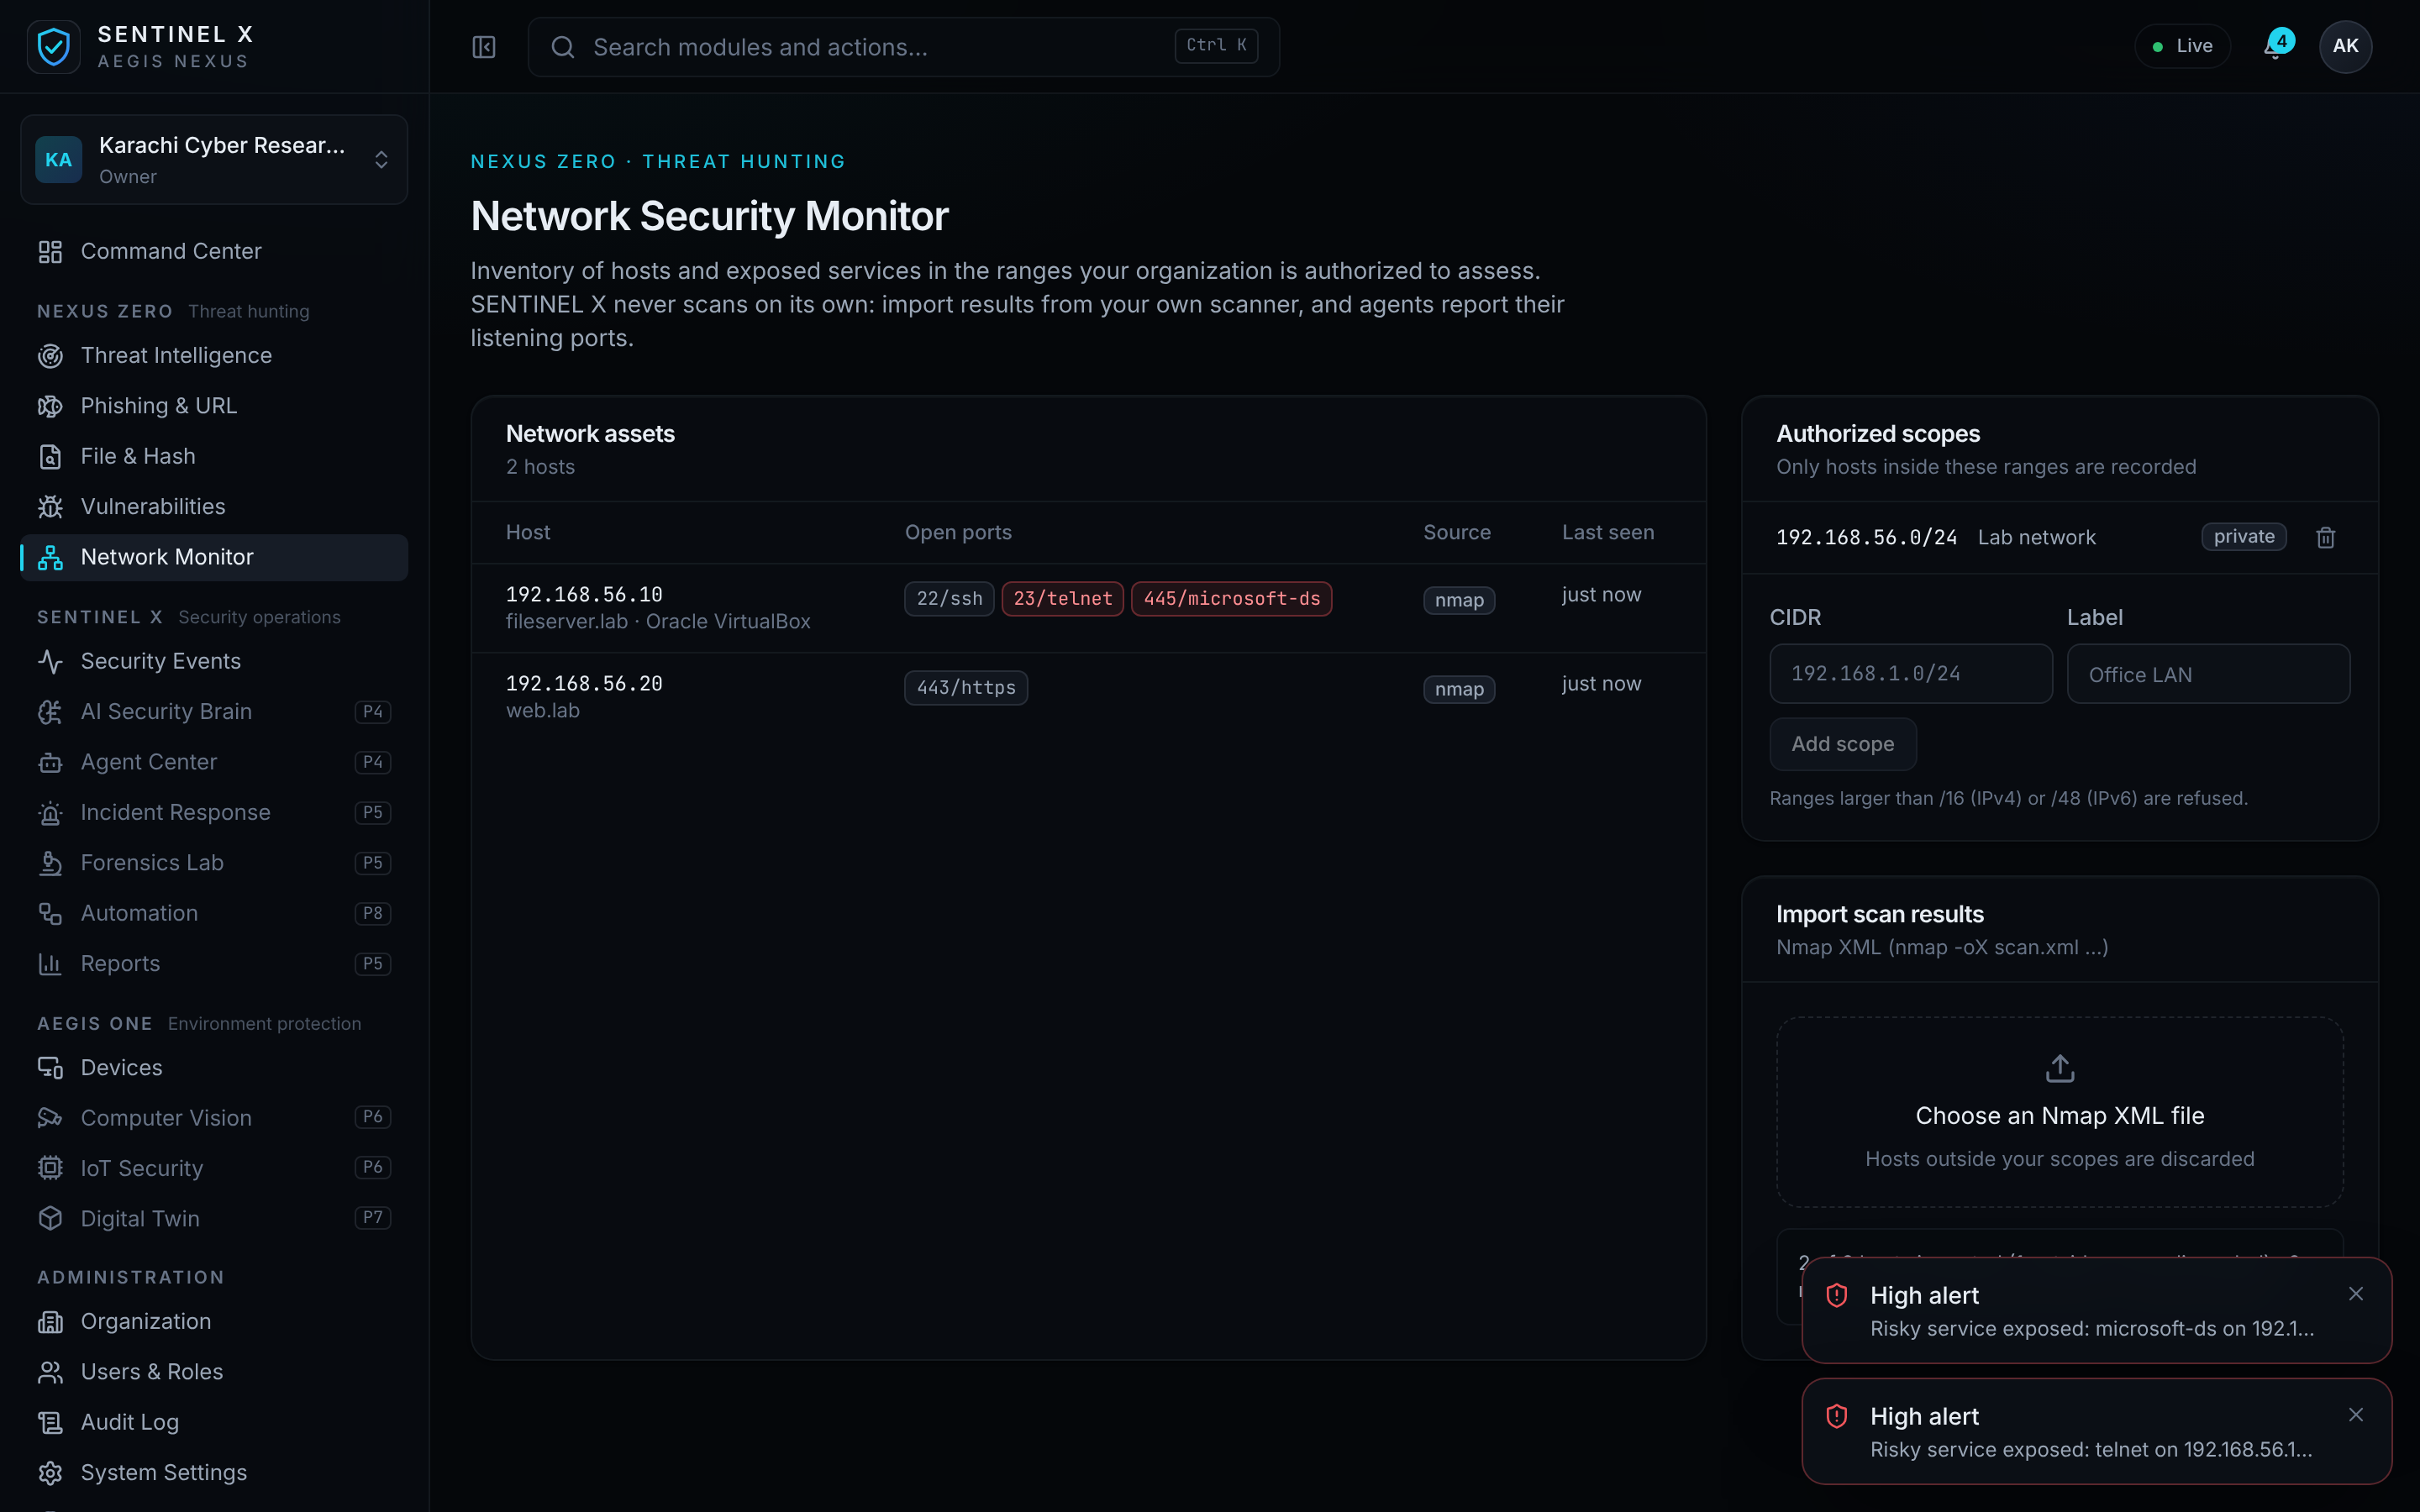 SENTINEL X
AEGIS NEXUS
Search modules and actions...
Ctrl K
Live
4
AK
KA
Karachi Cyber Resear...
Owner
Command Center
NEXUS ZERO Threat hunting
Threat Intelligence
Phishing & URL
File & Hash
Vulnerabilities
Network Monitor
SENTINEL X Security operations
Security Events
AI Security Brain P4
Agent Center P4
Incident Response P5
Forensics Lab P5
Automation P8
Reports P5
AEGIS ONE Environment protection
Devices
Computer Vision P6
IoT Security P6
Digital Twin P7
ADMINISTRATION
Organization
Users & Roles
Audit Log
System Settings
NEXUS ZERO · THREAT HUNTING
Network Security Monitor
Inventory of hosts and exposed services in the ranges your organization is authorized to assess.
SENTINEL X never scans on its own: import results from your own scanner, and agents report their
listening ports.
Network assets
2 hosts
Host Open ports Source Last seen
192.168.56.10 22/ssh 23/telnet 445/microsoft-ds nmap just now
fileserver.lab · Oracle VirtualBox
192.168.56.20 443/https nmap just now
web.lab
Authorized scopes
Only hosts inside these ranges are recorded
192.168.56.0/24 Lab network private
CIDR Label
192.168.1.0/24 Office LAN
Add scope
Ranges larger than /16 (IPv4) or /48 (IPv6) are refused.
Import scan results
Nmap XML (nmap -oX scan.xml ...)
Choose an Nmap XML file
Hosts outside your scopes are discarded
High alert
Risky service exposed: microsoft-ds on 192.1...
High alert
Risky service exposed: telnet on 192.168.56.1...